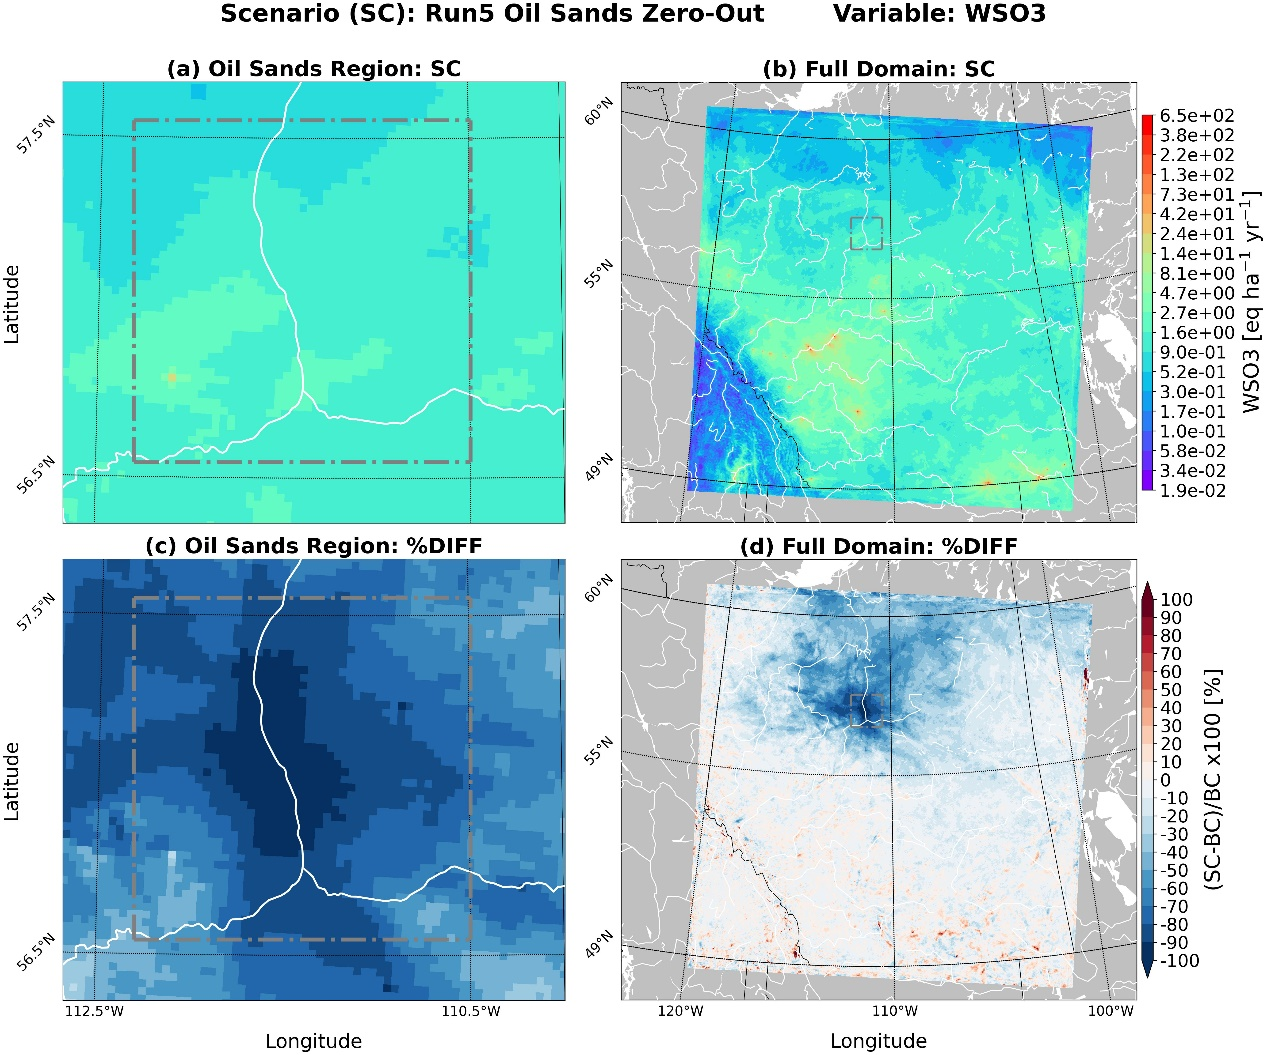 Scenario (SC): Run5 Oil Sands Zero-Out Variable: WSO3
(a) Oil Sands Region: SC
(b) Full Domain: SC
57.5°N
56.5°N
Latitude
60°N
55°N
49°N
6.5e+02
3.8e+02
2.2e+02
1.3e+02
7.3e+01
4.2e+01
2.4e+01
1.4e+01
8.1e+00
4.7e+00
2.7e+00
1.6e+00
9.0e-01
5.2e-01
3.0e-01
1.7e-01
1.0e-01
5.8e-02
3.4e-02
1.9e-02
WSO3 [eq ha⁻¹ yr⁻¹]
(c) Oil Sands Region: %DIFF
(d) Full Domain: %DIFF
57.5°N
56.5°N
Latitude
112.5°W
110.5°W
Longitude
60°N
55°N
49°N
120°W
110°W
100°W
Longitude
100
90
80
70
60
50
40
30
20
10
0
-10
-20
-30
-40
-50
-60
-70
-80
-90
-100
(SC-BC)/BC x100 [%]